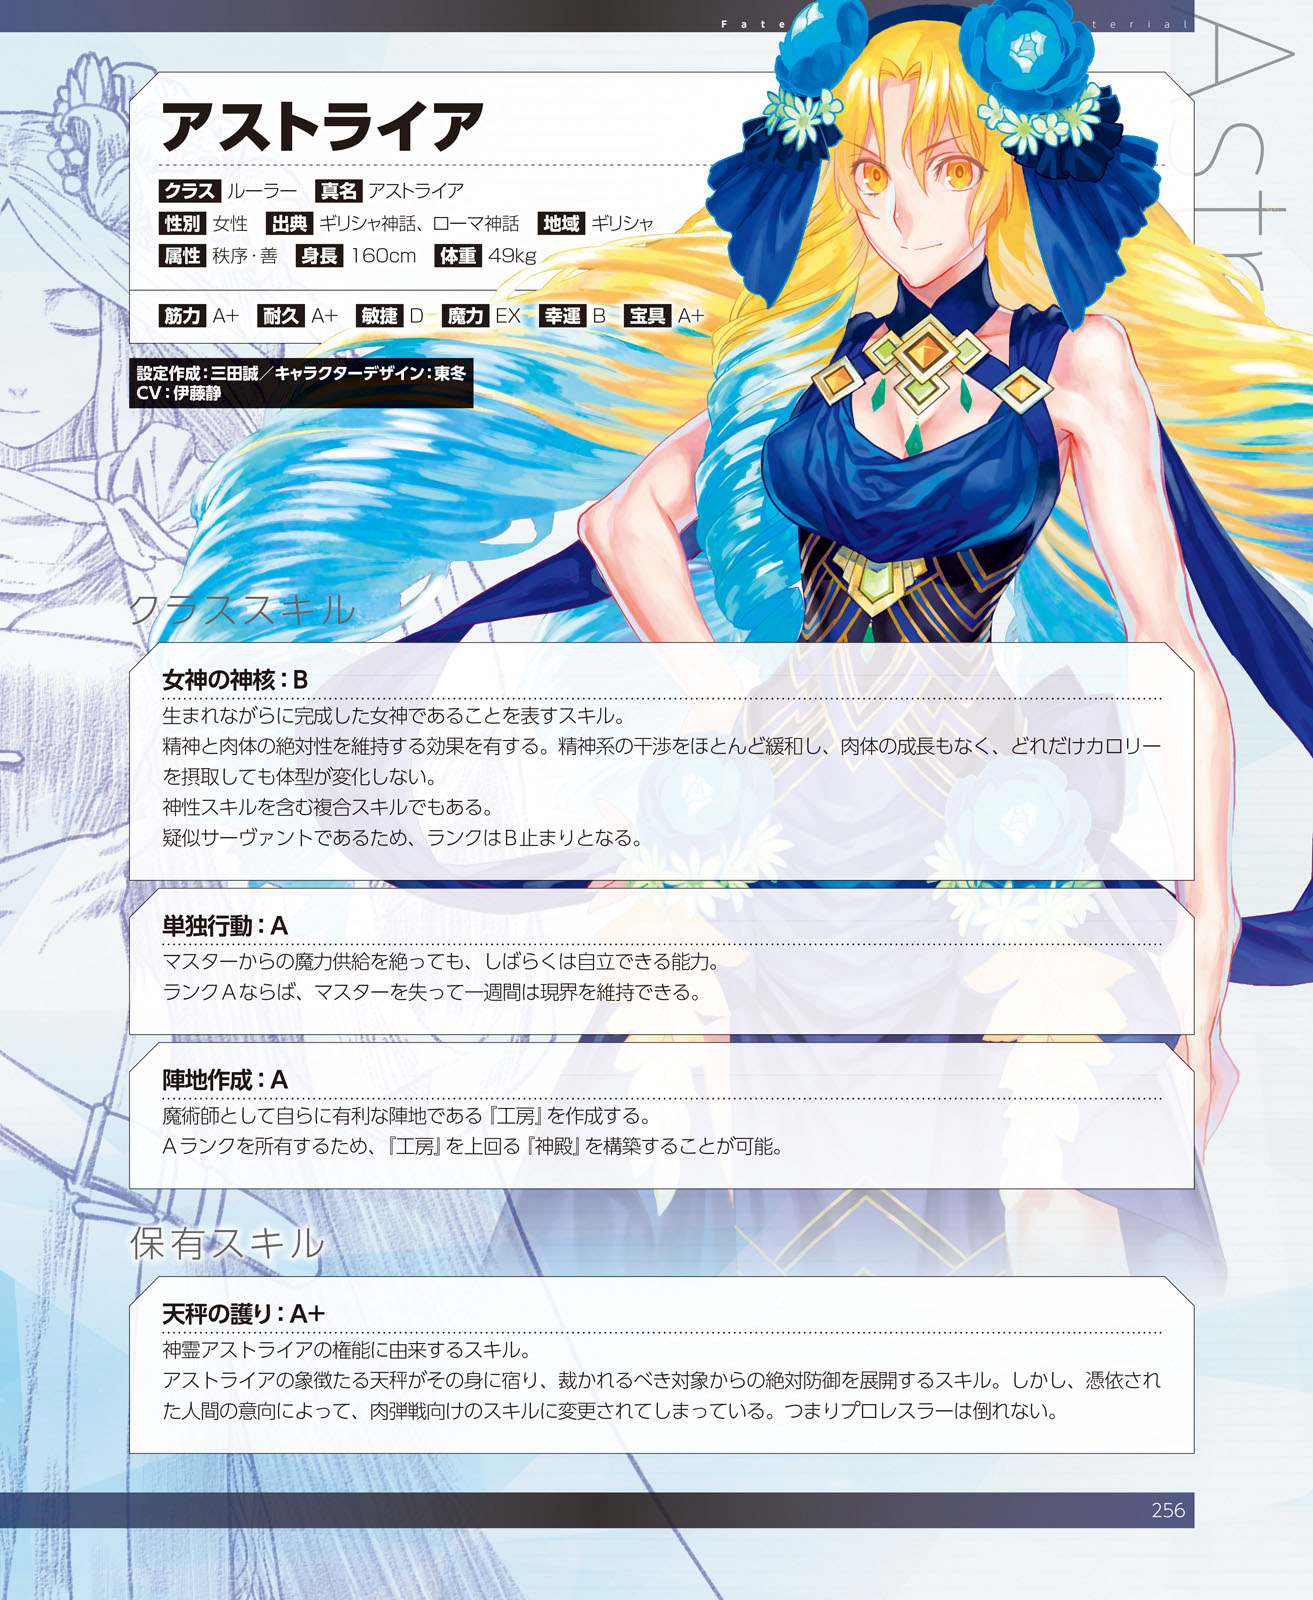 Fate
terial
Astr
アストライア
クラス ルーラー 真名 アストライア
性別 女性 出典 ギリシャ神話、ローマ神話 地域 ギリシャ
属性 秩序・善 身長 160cm 体重 49kg
筋力 A+ 耐久 A+ 敏捷 D 魔力 EX 幸運 B 宝具 A+
設定作成：三田誠／キャラクターデザイン：東冬
CV：伊藤静
クラススキル
女神の神核：B
生まれながらに完成した女神であることを表すスキル。
精神と肉体の絶対性を維持する効果を有する。精神系の干渉をほとんど緩和し、肉体の成長もなく、どれだけカロリー
を摂取しても体型が変化しない。
神性スキルを含む複合スキルでもある。
疑似サーヴァントであるため、ランクはB止まりとなる。
単独行動：A
マスターからの魔力供給を絶っても、しばらくは自立できる能力。
ランクAならば、マスターを失って一週間は現界を維持できる。
陣地作成：A
魔術師として自らに有利な陣地である『工房』を作成する。
Aランクを所有するため、『工房』を上回る『神殿』を構築することが可能。
保有スキル
天秤の護り：A+
神霊アストライアの権能に由来するスキル。
アストライアの象徴たる天秤がその身に宿り、裁かれるべき対象からの絶対防御を展開するスキル。しかし、憑依され
た人間の意向によって、肉弾戦向けのスキルに変更されてしまっている。つまりプロレスラーは倒れない。
256